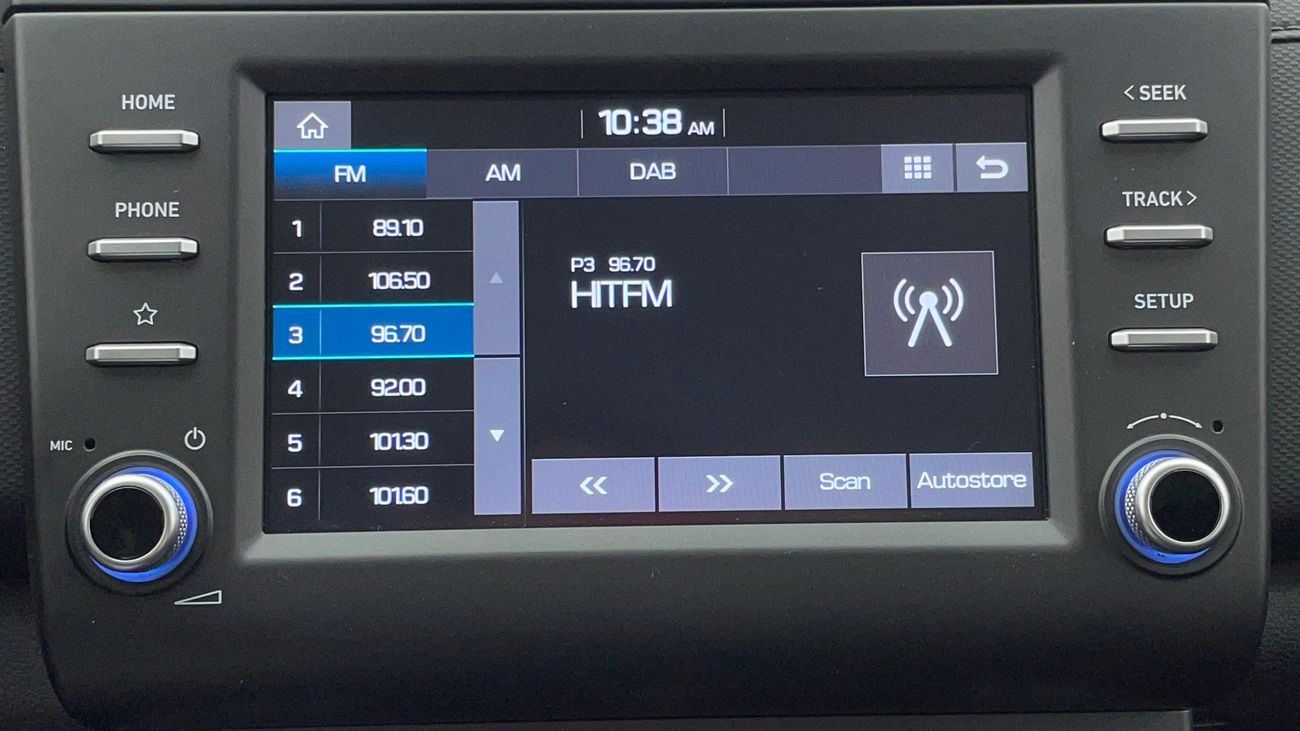 HOME
PHONE
MIC
10:38 AM
FM AM DAB
1 89.10
2 106.50
3 96.70
4 92.00
5 101.30
6 101.60
P3 96.70
HITFM
<< >> Scan Autostore
< SEEK
TRACK >
SETUP